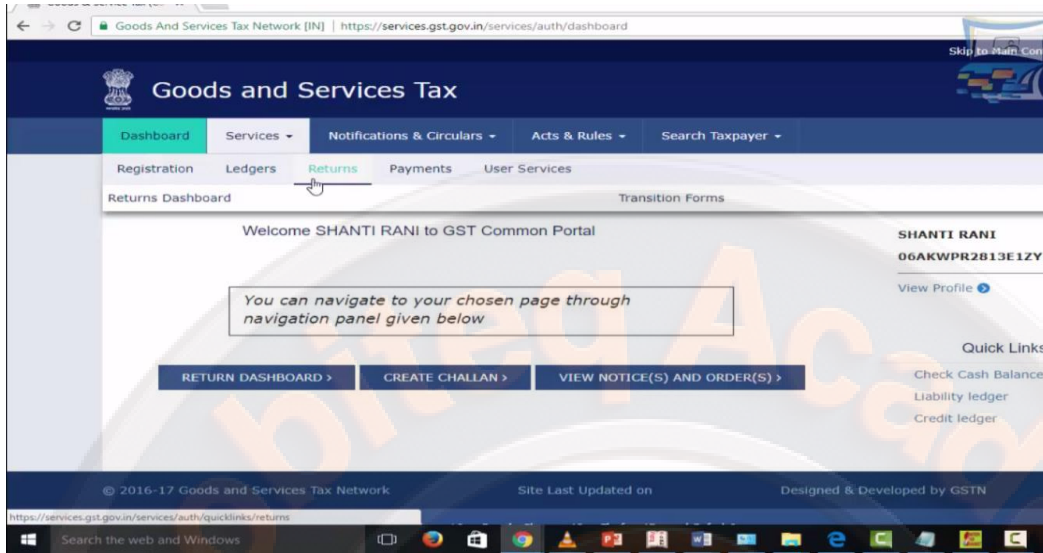 Goods And Services Tax Network [IN] | https://services.gst.gov.in/services/auth/dashboard
Skip to Main Con
Goods and Services Tax
Dashboard Services Notifications & Circulars Acts & Rules Search Taxpayer
Registration Ledgers Returns Payments User Services
Returns Dashboard Transition Forms
Welcome SHANTI RANI to GST Common Portal
SHANTI RANI
06AKWPR2813E1ZY
View Profile
You can navigate to your chosen page through
navigation panel given below
Quick Links
RETURN DASHBOARD > CREATE CHALLAN > VIEW NOTICE(S) AND ORDER(S) >
Check Cash Balance
Liability ledger
Credit ledger
biteq Acad
© 2016-17 Goods and Services Tax Network Site Last Updated on Designed & Developed by GSTN
https://services.gst.gov.in/services/auth/quicklinks/returns
Search the web and Windows